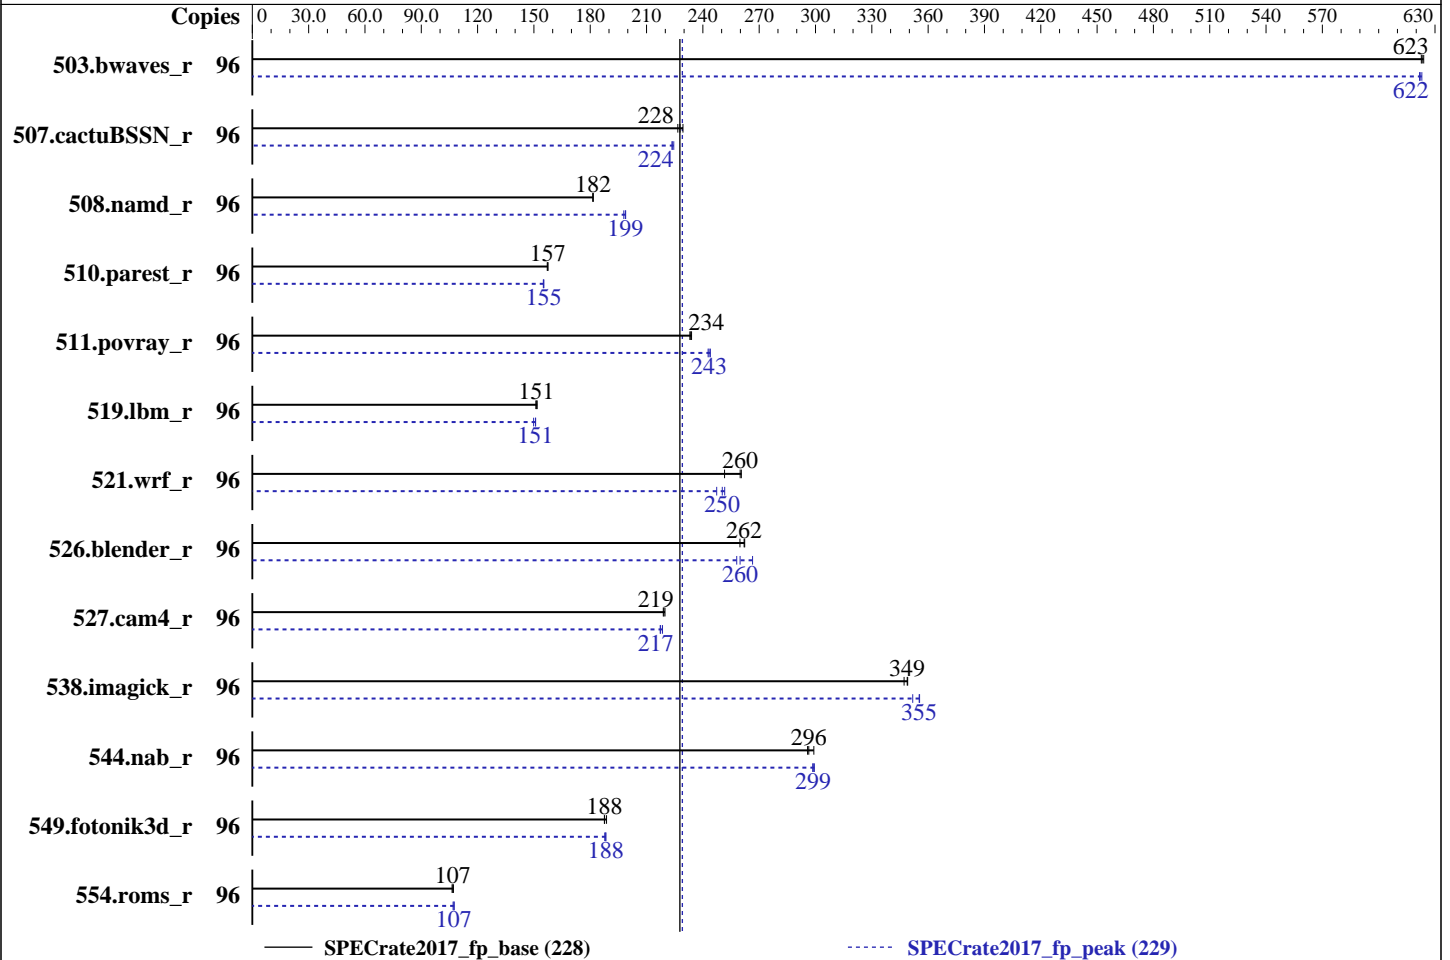 Copies 0 30.0 60.0 90.0 120 150 180 210 240 270 300 330 360 390 420 450 480 510 540 570 630
623
503.bwaves_r 96
622
228
507.cactuBSSN_r 96
224
182
508.namd_r 96
199
157
510.parest_r 96
155
234
511.povray_r 96
243
151
519.lbm_r 96
151
260
521.wrf_r 96
250
262
526.blender_r 96
260
219
527.cam4_r 96
217
349
538.imagick_r 96
355
296
544.nab_r 96
299
188
549.fotonik3d_r 96
188
107
554.roms_r 96
107
SPECrate2017_fp_base (228) SPECrate2017_fp_peak (229)